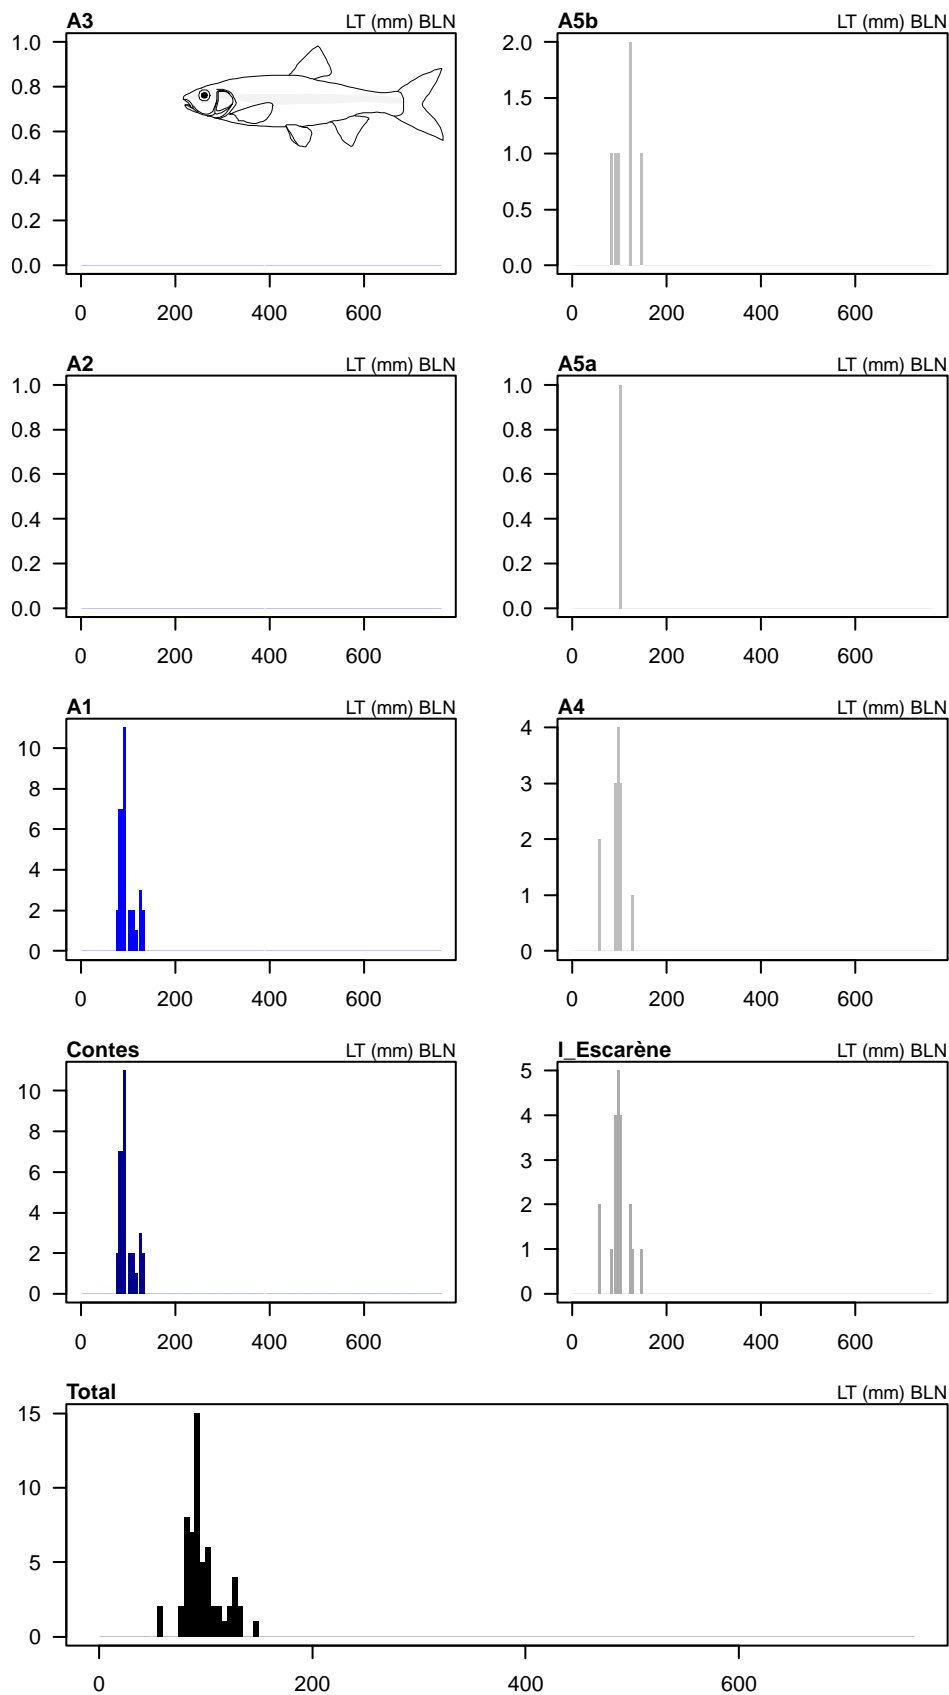 A3 LT (mm) BLN
1.0
0.8
0.6
0.4
0.2
0.0
0 200 400 600
A5b LT (mm) BLN
2.0
1.5
1.0
0.5
0.0
0 200 400 600
A2 LT (mm) BLN
1.0
0.8
0.6
0.4
0.2
0.0
0 200 400 600
A5a LT (mm) BLN
1.0
0.8
0.6
0.4
0.2
0.0
0 200 400 600
A1 LT (mm) BLN
10
8
6
4
2
0
0 200 400 600
A4 LT (mm) BLN
4
3
2
1
0
0 200 400 600
Contes LT (mm) BLN
10
8
6
4
2
0
0 200 400 600
l_Escarène LT (mm) BLN
5
4
3
2
1
0
0 200 400 600
Total LT (mm) BLN
15
10
5
0
0 200 400 600